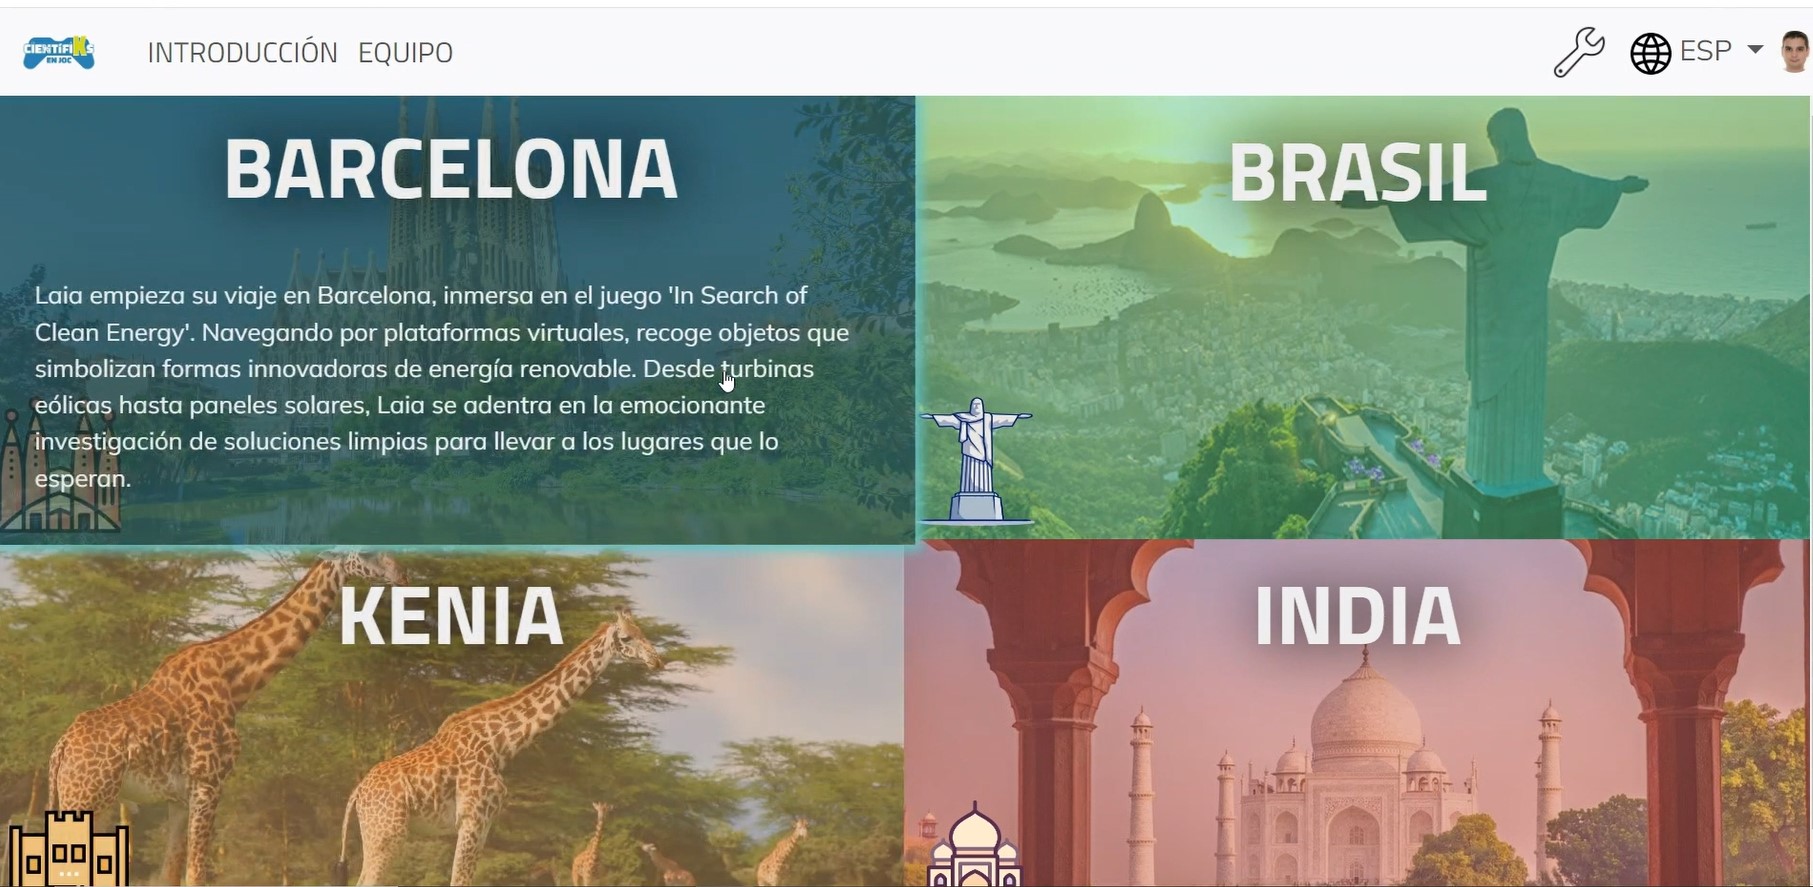 CIENTÍFIKS
EN JOC
INTRODUCCIÓN EQUIPO
ESP
BARCELONA
Laia empieza su viaje en Barcelona, inmersa en el juego 'In Search of
Clean Energy'. Navegando por plataformas virtuales, recoge objetos que
simbolizan formas innovadoras de energía renovable. Desde turbinas
eólicas hasta paneles solares, Laia se adentra en la emocionante
investigación de soluciones limpias para llevar a los lugares que lo
esperan.
BRASIL
KENIA
INDIA